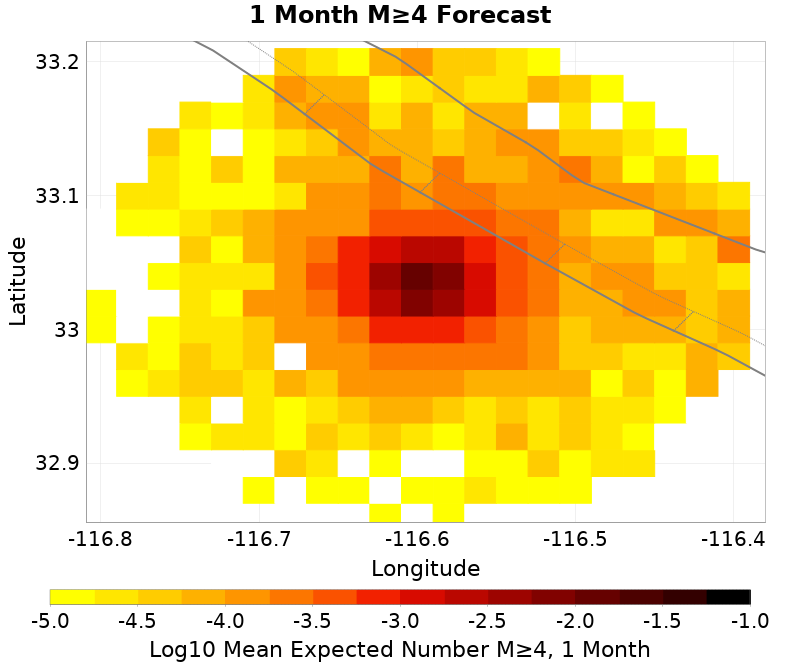 1 Month M≥4 Forecast
33.2
33.1
33
32.9
Latitude
-116.8 -116.7 -116.6 -116.5 -116.4
Longitude
-5.0 -4.5 -4.0 -3.5 -3.0 -2.5 -2.0 -1.5 -1.0
Log10 Mean Expected Number M≥4, 1 Month